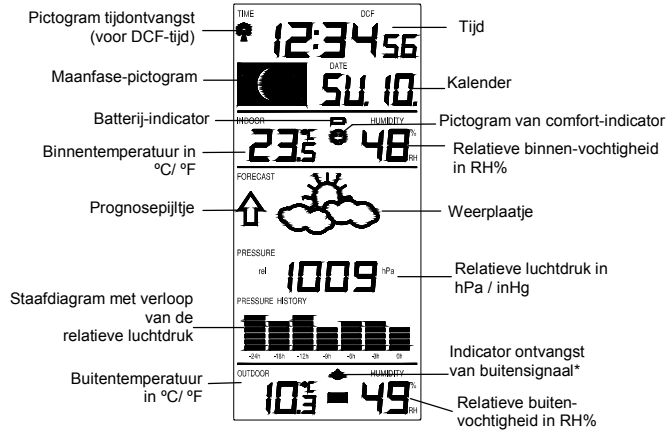 Pictogram tijdontvangst
(voor DCF-tijd)
TIME
DCF
12:34 56
Tijd
Maanfase-pictogram
DATE
SU. 10.
Kalender
Batterij-indicator
Pictogram van comfort-indicator
INDOOR
HUMIDITY
23.5 °C
48 %
RH
Binnentemperatuur in
ºC/ ºF
Relatieve binnen-vochtigheid
in RH%
FORECAST
Prognosepijltje
Weerplaatje
PRESSURE
rel
1009
hPa
Relatieve luchtdruk in
hPa / inHg
PRESSURE HISTORY
Staafdiagram met verloop
van de
relatieve luchtdruk
-24h -18h -12h -9h -6h -3h 0h
Indicator ontvangst
van buitensignaal*
Buitentemperatuur
in ºC/ ºF
OUTDOOR
HUMIDITY
10.3 °C
49 %
RH
Relatieve buiten-
vochtigheid in RH%